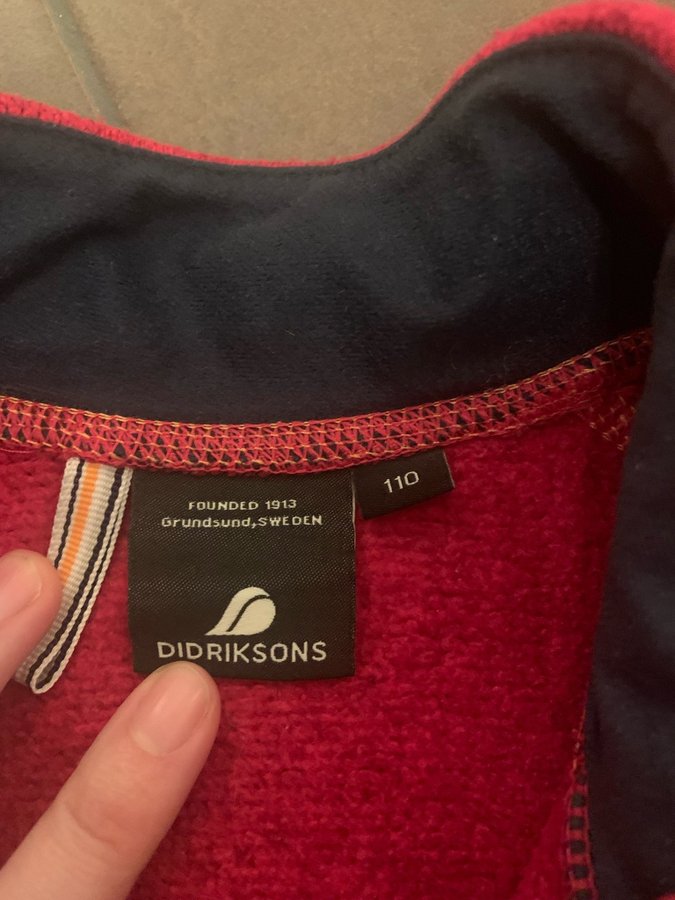 FOUNDED 1913
Grundsund, SWEDEN
DIDRIKSONS
110